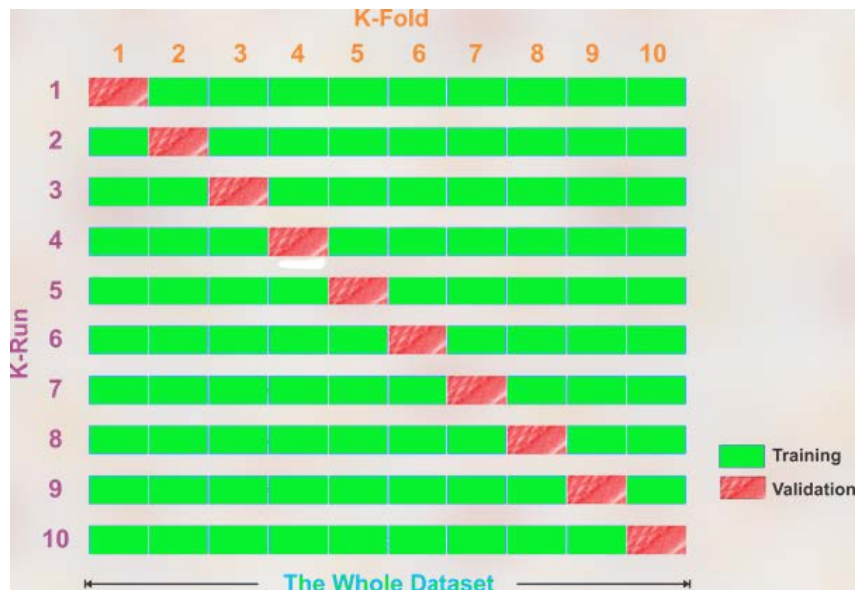 K-Fold
1 2 3 4 5 6 7 8 9 10
1
2
3
4
5
6
7
8
9
10
K-Run
Training
Validation
The Whole Dataset